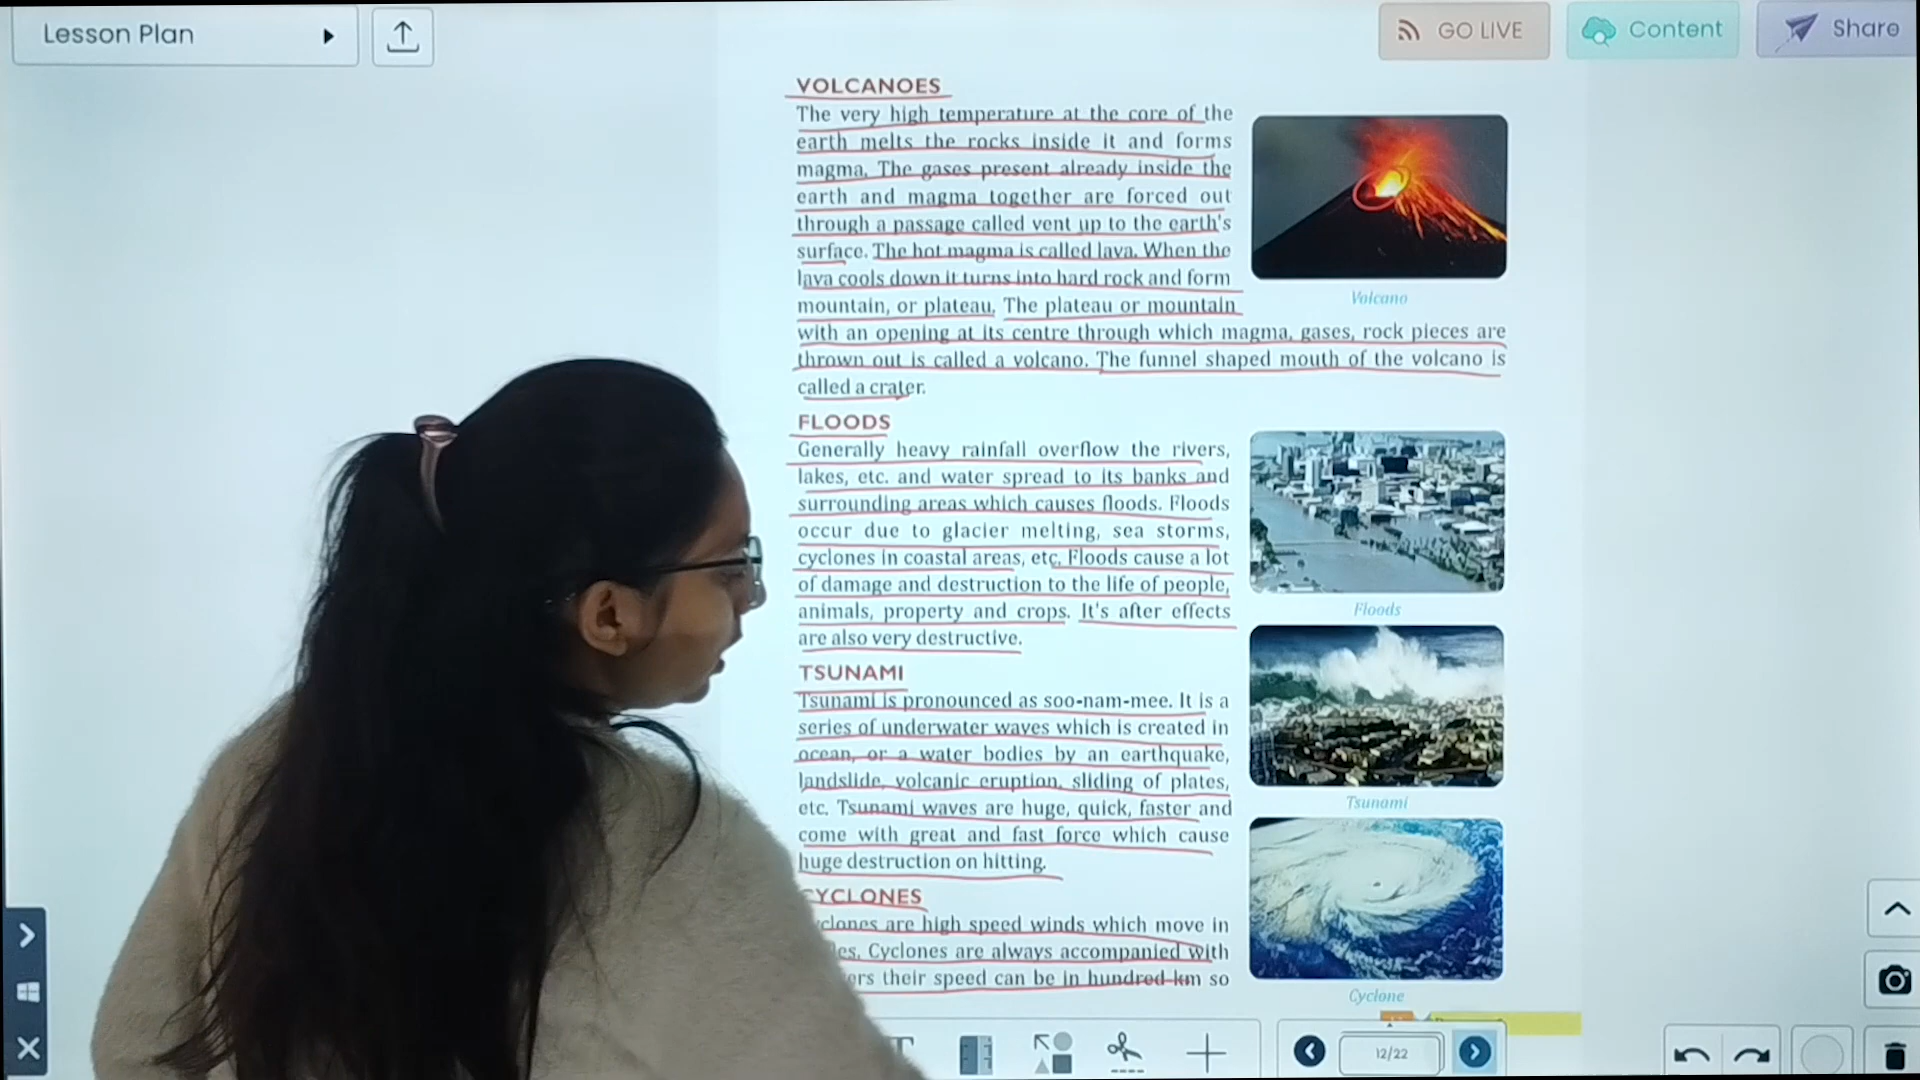 Lesson Plan
GO LIVE
Content
Share
VOLCANOES
The very high temperature at the core of the
earth melts the rocks inside it and forms
magma. The gases present already inside the
earth and magma together are forced out
through a passage called vent up to the earth's
surface. The hot magma is called lava. When the
lava cools down it turns into hard rock and form
mountain, or plateau. The plateau or mountain
with an opening at its centre through which magma, gases, rock pieces are
thrown out is called a volcano. The funnel shaped mouth of the volcano is
called a crater.
Volcano
FLOODS
Generally heavy rainfall overflow the rivers,
lakes, etc. and water spread to its banks and
surrounding areas which causes floods. Floods
occur due to glacier melting, sea storms,
cyclones in coastal areas, etc. Floods cause a lot
of damage and destruction to the life of people,
animals, property and crops. It's after effects
are also very destructive.
Floods
TSUNAMI
Tsunami is pronounced as soo-nam-mee. It is a
series of underwater waves which is created in
ocean, or a water bodies by an earthquake,
landslide, volcanic eruption, sliding of plates,
etc. Tsunami waves are huge, quick, faster and
come with great and fast force which cause
huge destruction on hitting.
Tsunami
CYCLONES
are high speed winds which move in
Cyclones are always accompanied with
their speed can be in hundred km so
Cyclone
12/22